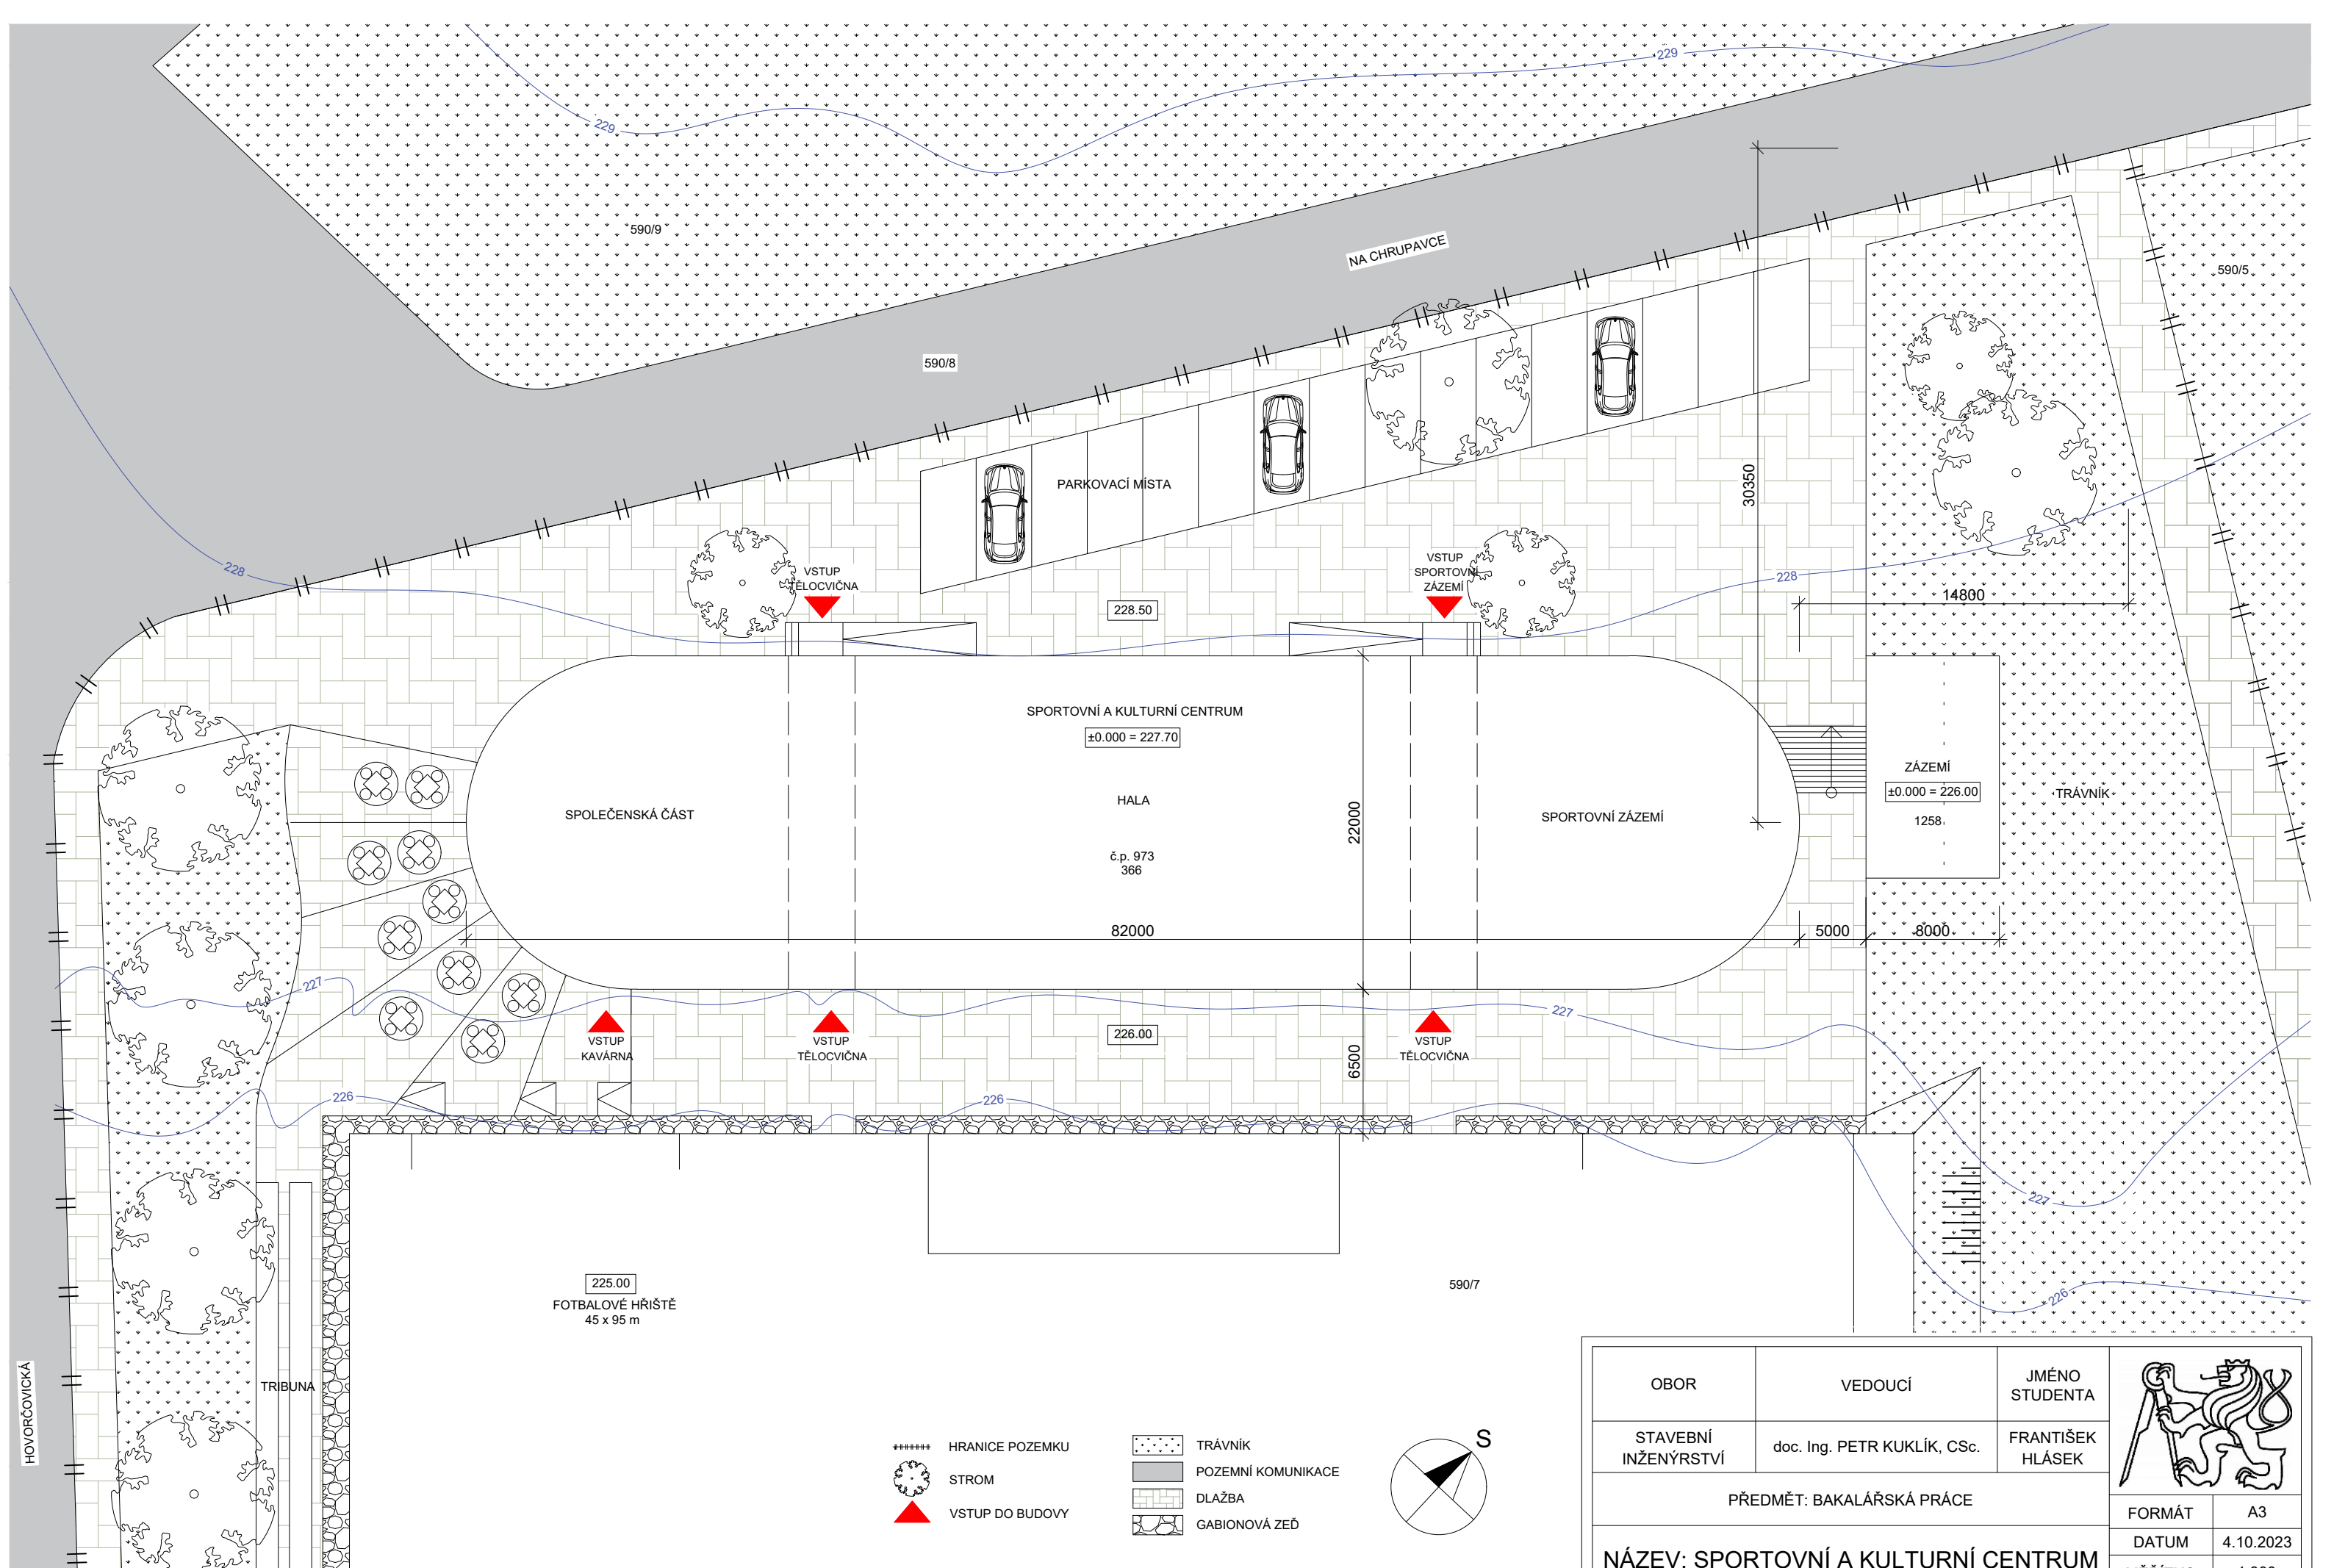 229
229
590/9
NA CHRUPAVCE
590/5
590/8
PARKOVACÍ MÍSTA
30350
228
VSTUP
TĚLOCVIČNA
VSTUP
SPORTOVNÍ
ZÁZEMÍ
228
228.50
14800
SPORTOVNÍ A KULTURNÍ CENTRUM
±0.000 = 227.70
ZÁZEMÍ
±0.000 = 226.00
1258
TRÁVNÍK
HALA
SPOLEČENSKÁ ČÁST
22000
SPORTOVNÍ ZÁZEMÍ
č.p. 973
366
82000
5000
8000
227
227
VSTUP
KAVÁRNA
VSTUP
TĚLOCVIČNA
226.00
6500
VSTUP
TĚLOCVIČNA
226
226
227
225.00
FOTBALOVÉ HŘIŠTĚ
45 x 95 m
590/7
226
HOVORČOVICKÁ
TRIBUNA
HRANICE POZEMKU
STROM
VSTUP DO BUDOVY
TRÁVNÍK
POZEMNÍ KOMUNIKACE
DLAŽBA
GABIONOVÁ ZEĎ
S
OBOR
VEDOUCÍ
JMÉNO
STUDENTA
STAVEBNÍ
INŽENÝRSTVÍ
doc. Ing. PETR KUKLÍK, CSc.
FRANTIŠEK
HLÁSEK
PŘEDMĚT: BAKALÁŘSKÁ PRÁCE
FORMÁT
A3
DATUM
4.10.2023
NÁZEV: SPORTOVNÍ A KULTURNÍ CENTRUM